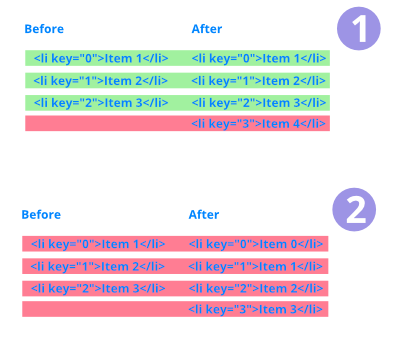 Before After 1
<li key="0">Item 1</li> <li key="0">Item 1</li>
<li key="1">Item 2</li> <li key="1">Item 2</li>
<li key="2">Item 3</li> <li key="2">Item 3</li>
<li key="3">Item 4</li>
Before After 2
<li key="0">Item 1</li> <li key="0">Item 0</li>
<li key="1">Item 2</li> <li key="1">Item 1</li>
<li key="2">Item 3</li> <li key="2">Item 2</li>
<li key="3">Item 3</li>